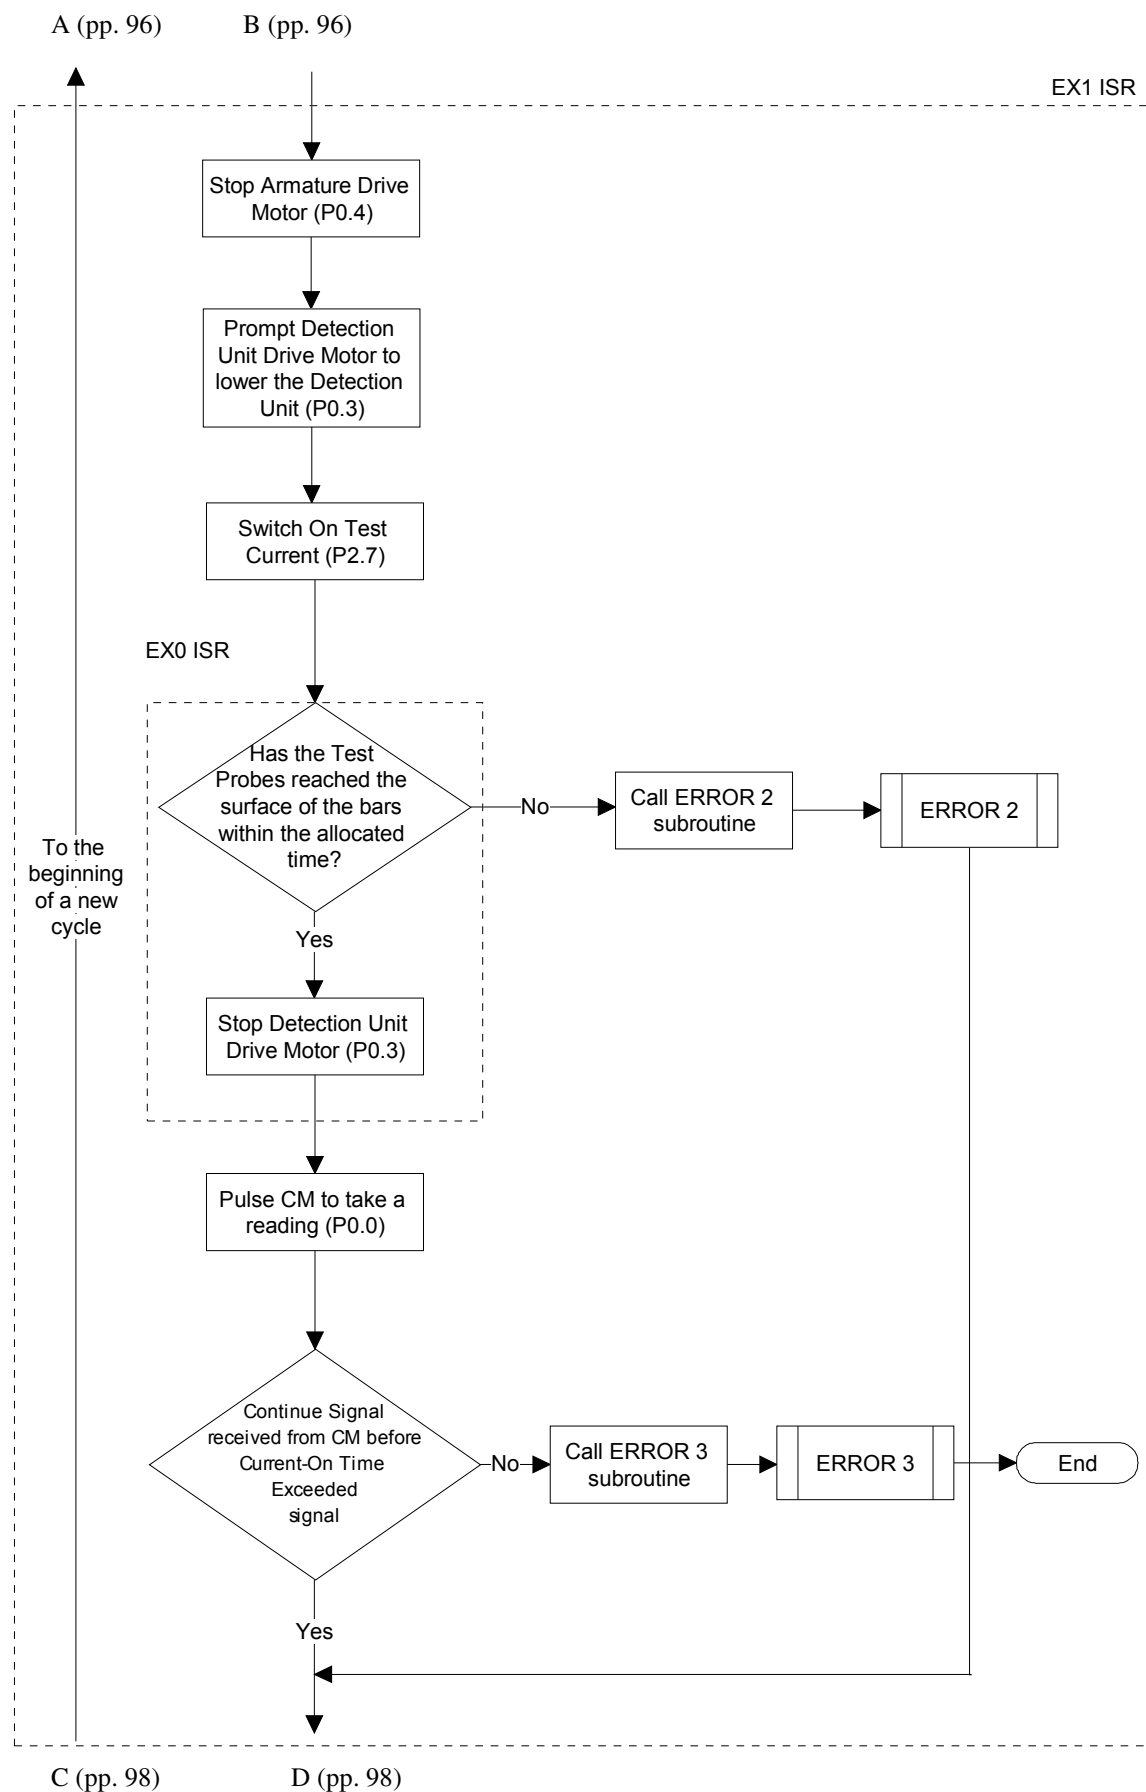 A (pp. 96)
B (pp. 96)
EX1 ISR
Stop Armature Drive
Motor (P0.4)
Prompt Detection
Unit Drive Motor to
lower the Detection
Unit (P0.3)
Switch On Test
Current (P2.7)
EX0 ISR
Has the Test
Probes reached the
surface of the bars
within the allocated
time?
No
Call ERROR 2
subroutine
ERROR 2
To the
beginning
of a new
cycle
Yes
Stop Detection Unit
Drive Motor (P0.3)
Pulse CM to take a
reading (P0.0)
Continue Signal
received from CM before
Current-On Time
Exceeded
signal
No
Call ERROR 3
subroutine
ERROR 3
End
Yes
C (pp. 98)
D (pp. 98)